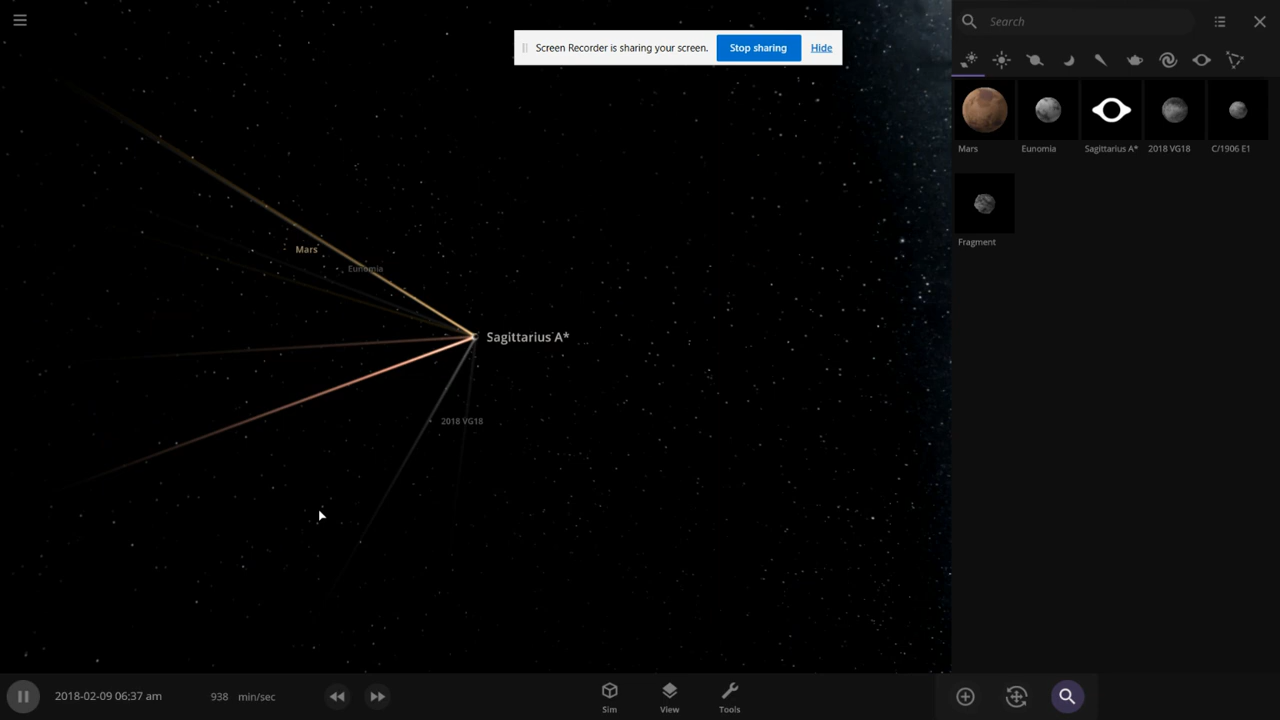 Screen Recorder is sharing your screen.
Stop sharing
Hide
Search
Mars
Eunomia
Sagittarius A*
2018 VG18
C/1906 E1
Fragment
Mars
Eunomia
Sagittarius A*
2018 VG18
2018-02-09 06:37 am
938 min/sec
Sim
View
Tools